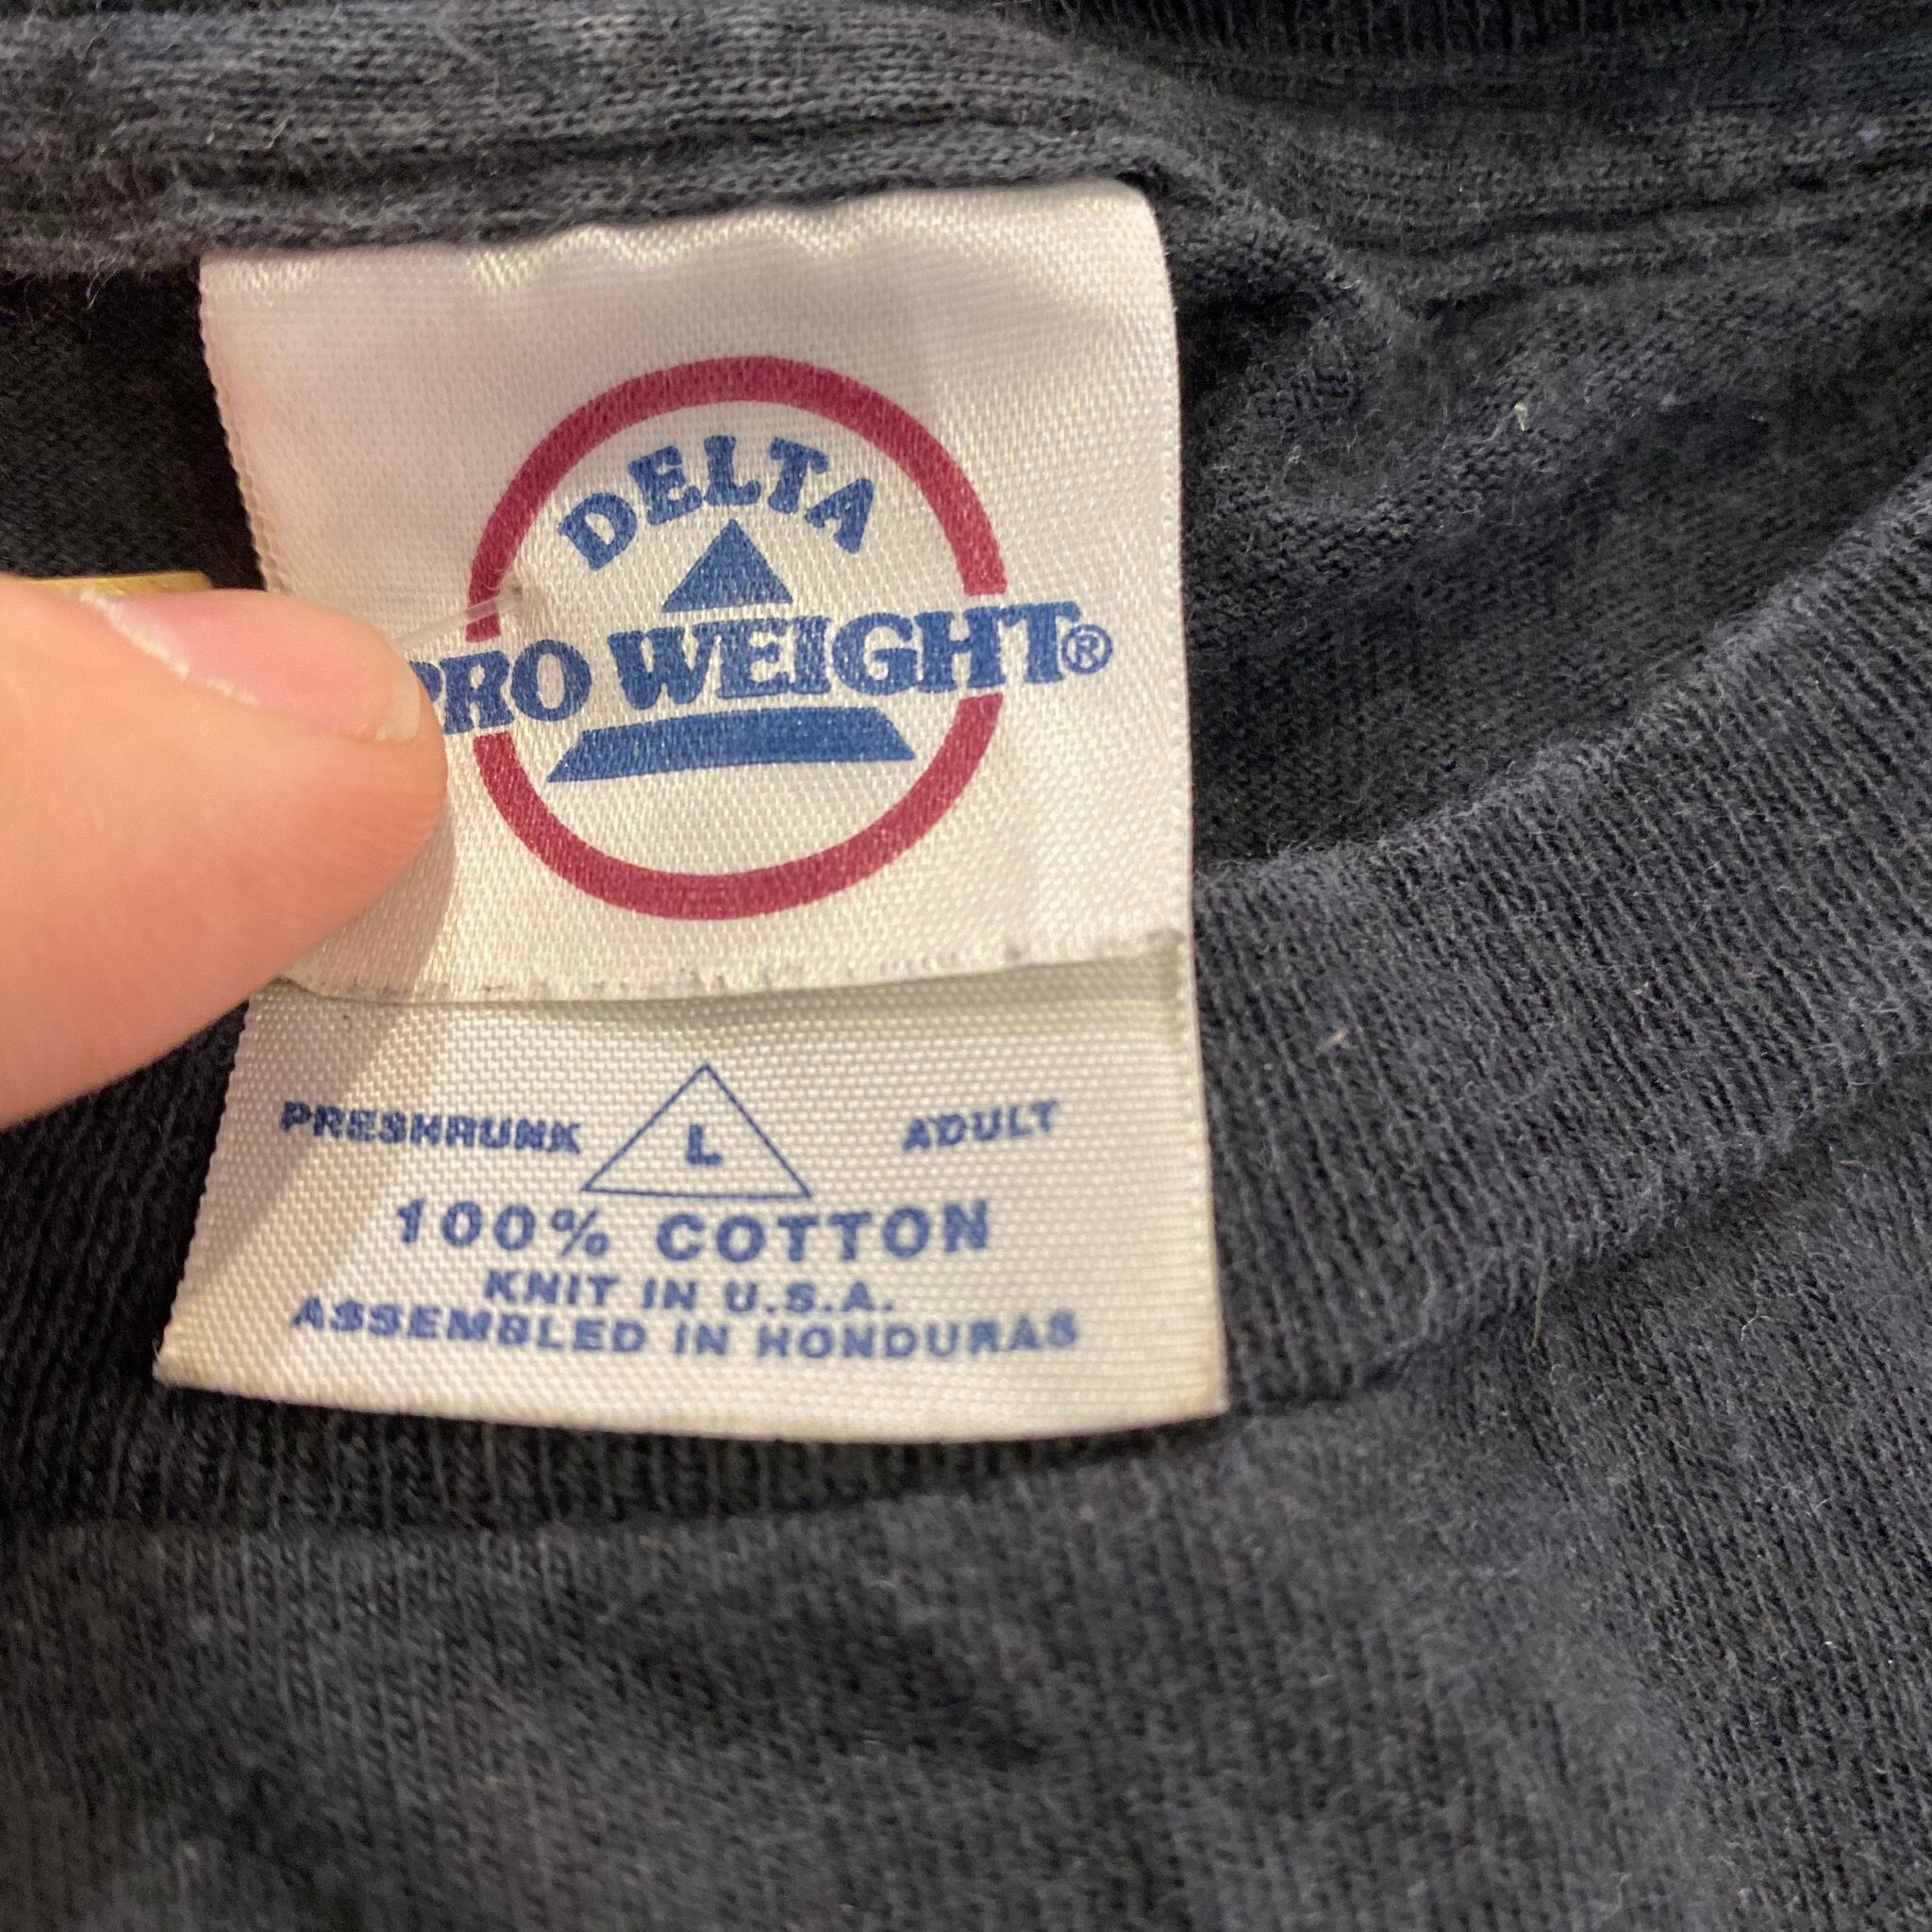 DELTA
PRO WEIGHT®
PRESHRUNK L ADULT
100% COTTON
KNIT IN U.S.A.
ASSEMBLED IN HONDURAS